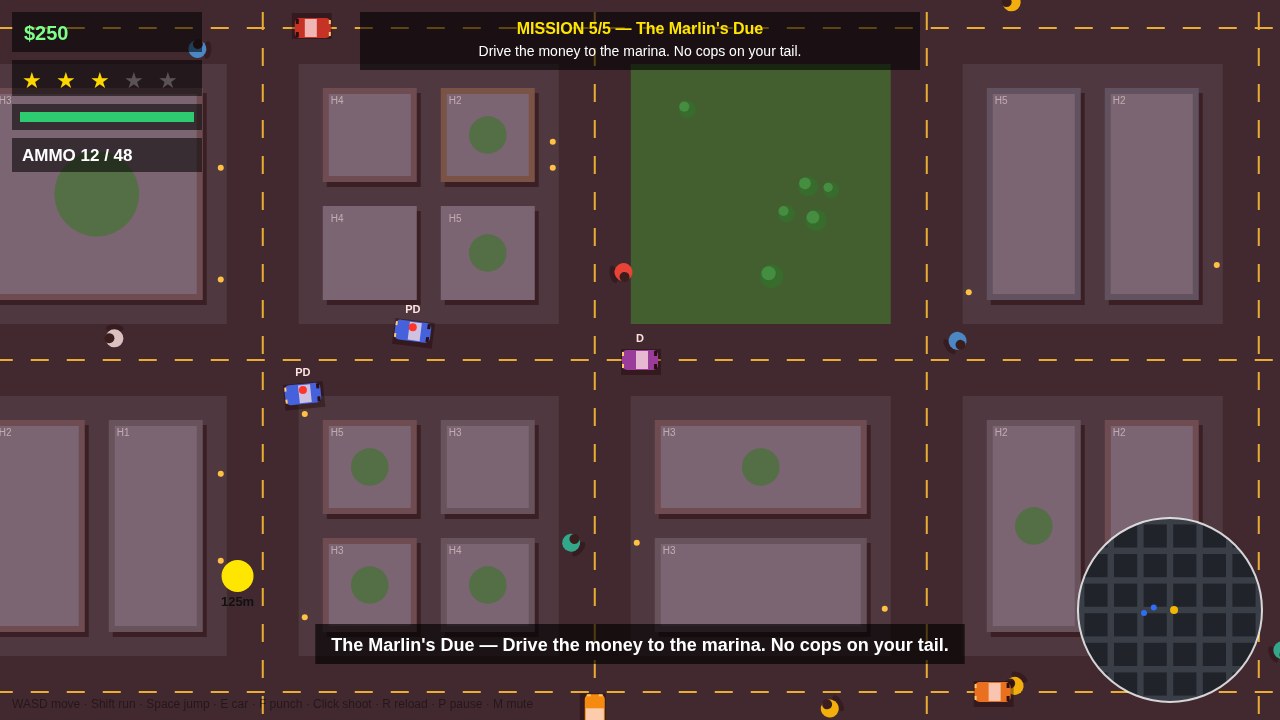 $250
MISSION 5/5 — The Marlin's Due
Drive the money to the marina. No cops on your tail.
★ ★ ★ ★ ★
AMMO 12 / 48
H3
H4
H2
H5
H2
H4
H5
PD
D
PD
H2
H1
H5
H3
H3
H2
H2
H3
H4
H3
125m
The Marlin's Due — Drive the money to the marina. No cops on your tail.
WASD move · Shift run · Space jump · E car · F punch · Click shoot · R reload · P pause · M mute